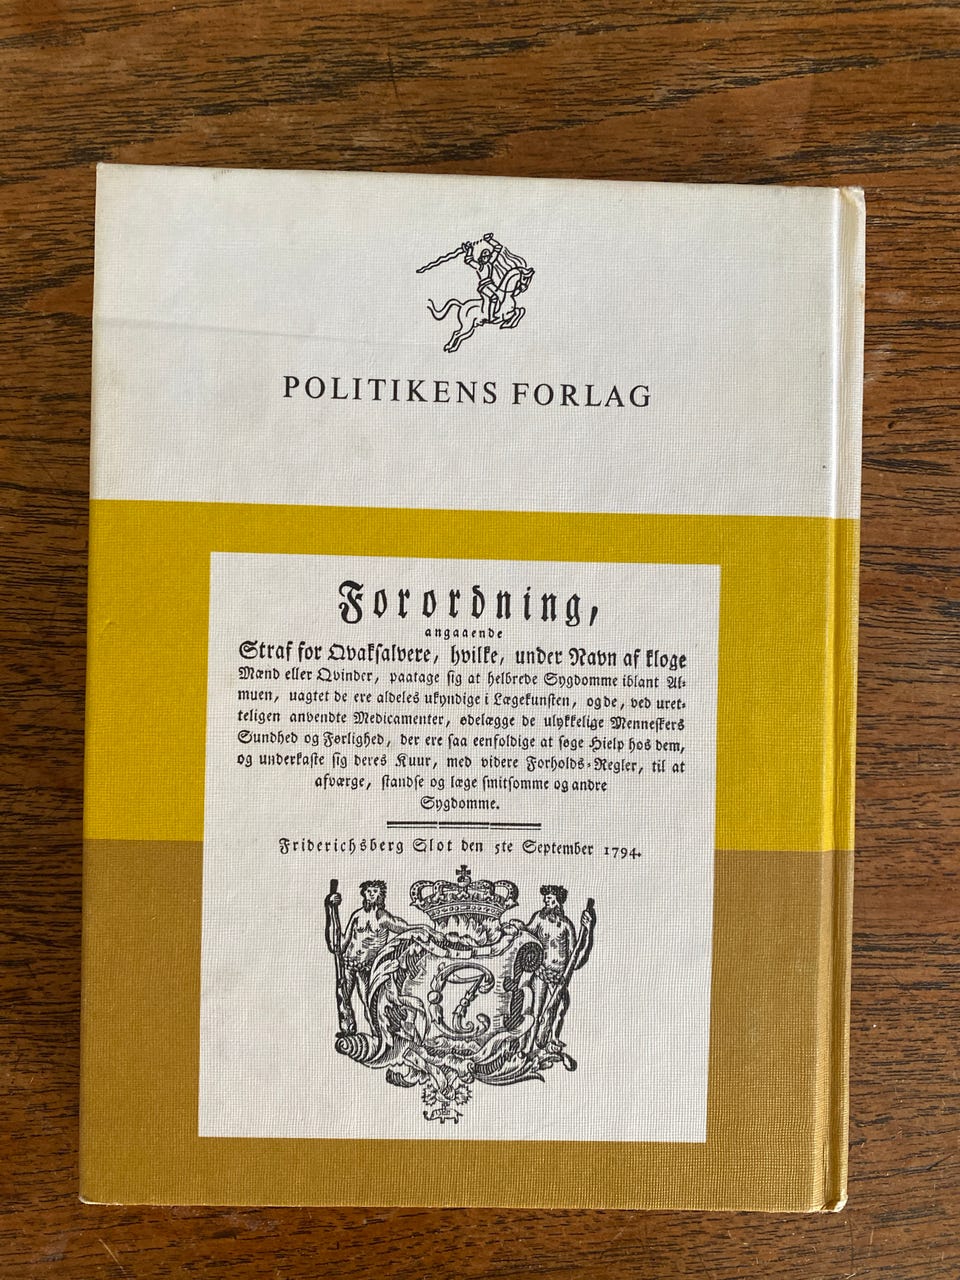 POLITIKENS FORLAG
Forordning,
angaaende
Straf for Qvaksalvere, hvilke, under Navn af kloge
Mænd eller Qvinder, paatage sig at helbrede Sygdomme iblant Al-
muen, uagtet de ere aldeles ukyndige i Lægekunsten, og de, ved uret-
teligen anvendte Medicamenter, ødelægge de ulykkelige Menneskers
Sundhed og Førlighed, der ere saa eenfoldige at søge Hielp hos dem,
og underkaste sig deres Kuur, med videre Forholds-Regler, til at
afværge, standse og læge smitsomme og andre
Sygdomme.
Friderichsberg Slot den 5te September 1794.
C7